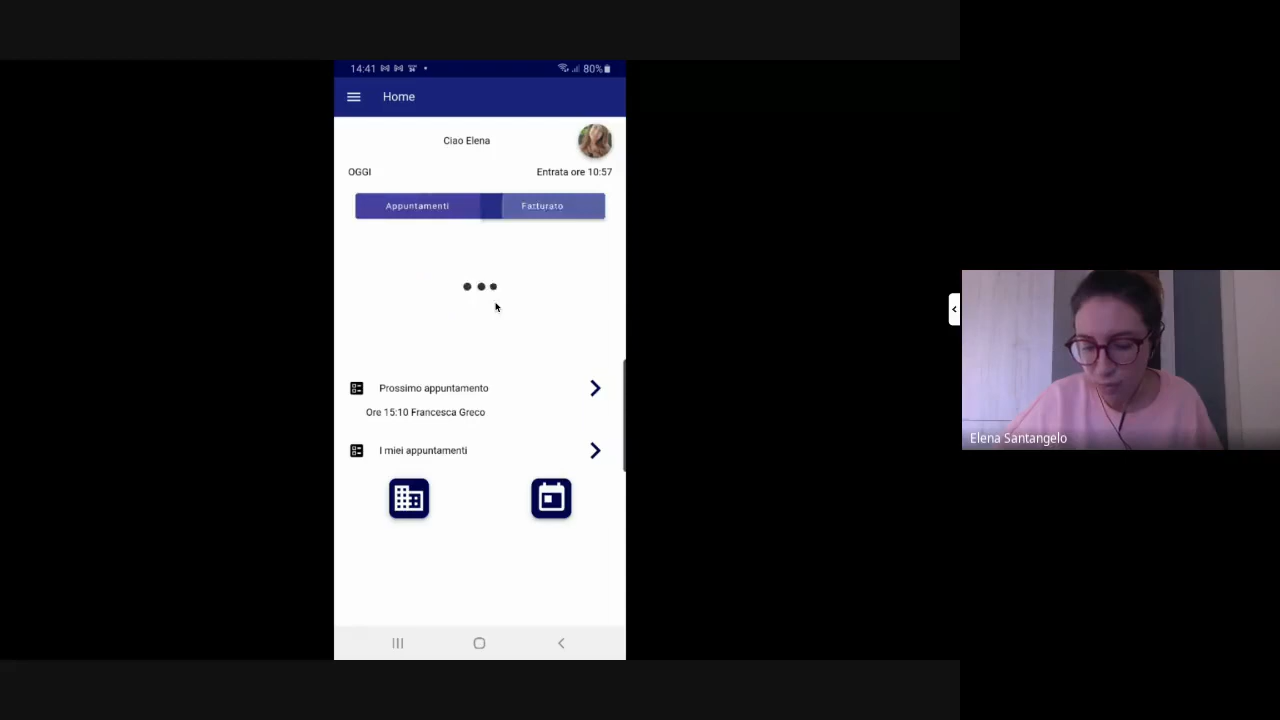 14:41
80%
Home
Ciao Elena
OGGI
Entrata ore 10:57
Appuntamenti
Fatturato
Prossimo appuntamento
Ore 15:10 Francesca Greco
I miei appuntamenti
Elena Santangelo